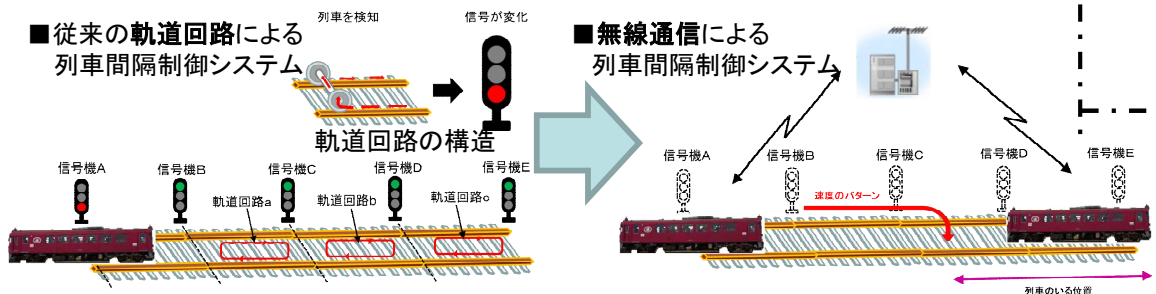 ■従来の軌道回路による
列車間隔制御システム
列車を検知
信号が変化
軌道回路の構造
信号機A
信号機B
信号機C
信号機D
信号機E
軌道回路a
軌道回路b
軌道回路c
■無線通信による
列車間隔制御システム
信号機A
信号機B
信号機C
信号機D
信号機E
速度のパターン
列車のいる位置